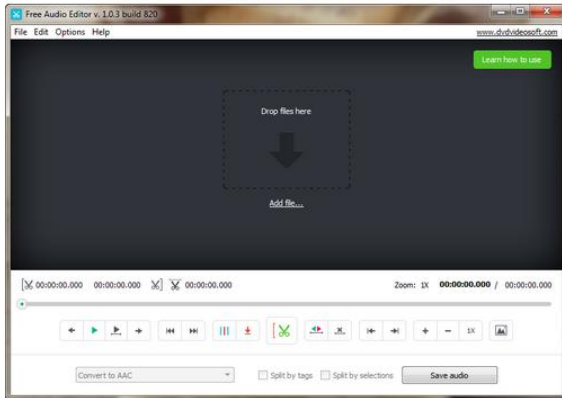 Free Audio Editor v. 1.0.3 build 820
File Edit Options Help www.dvdvideosoft.com
Learn how to use
Drop files here
Add file...
00:00:00.000 00:00:00.000 00:00:00.000 Zoom: 1X 00:00:00.000 / 00:00:00.000
1X
Convert to AAC Split by tags Split by selections Save audio